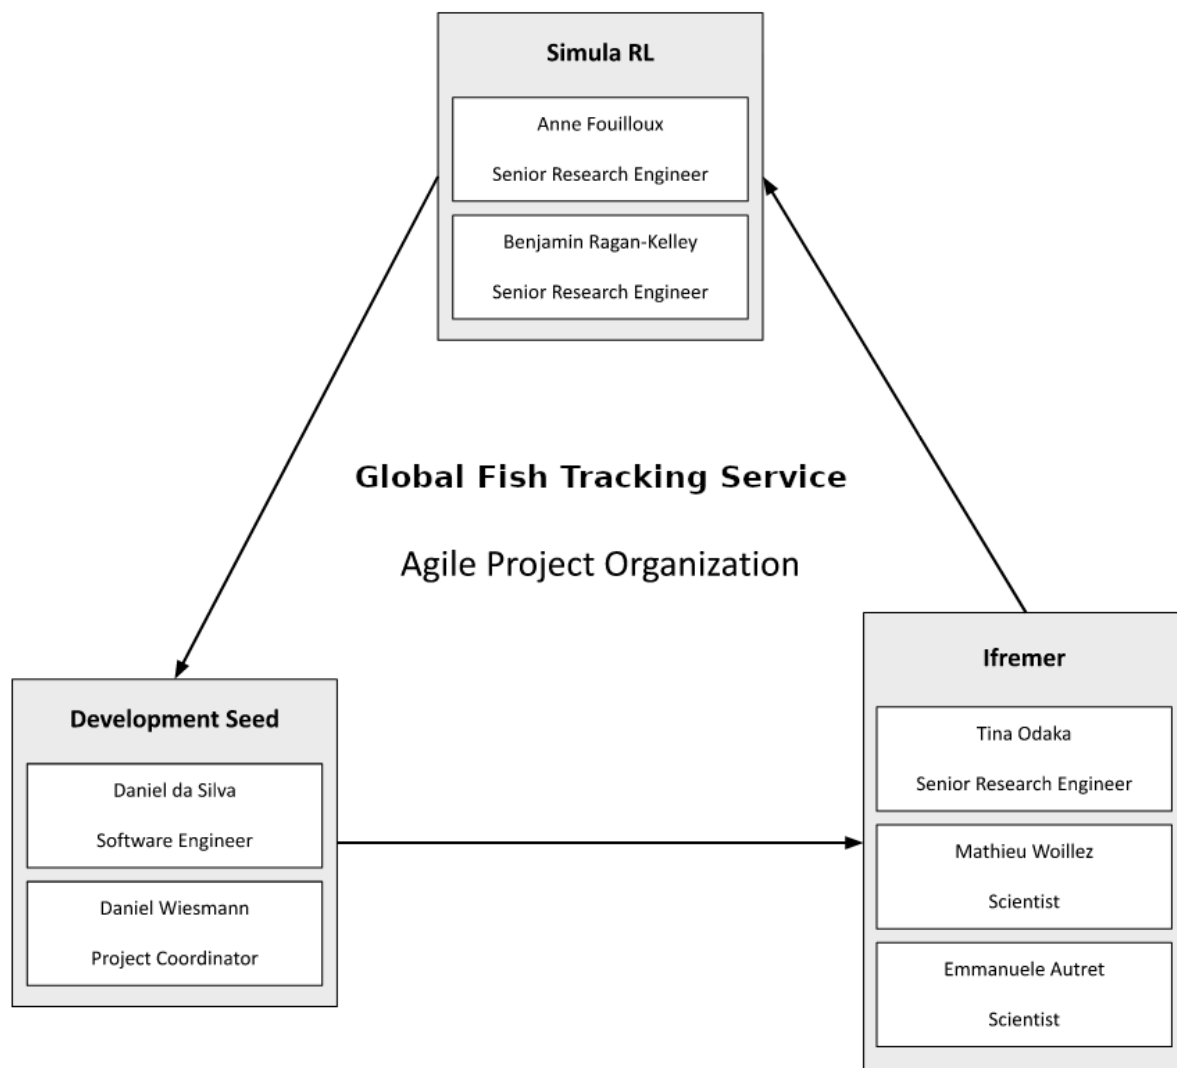 Simula RL
Anne Fouilloux
Senior Research Engineer
Benjamin Ragan-Kelley
Senior Research Engineer
Global Fish Tracking Service
Agile Project Organization
Development Seed
Daniel da Silva
Software Engineer
Daniel Wiesmann
Project Coordinator
Ifremer
Tina Odaka
Senior Research Engineer
Mathieu Woillez
Scientist
Emmanuele Autret
Scientist